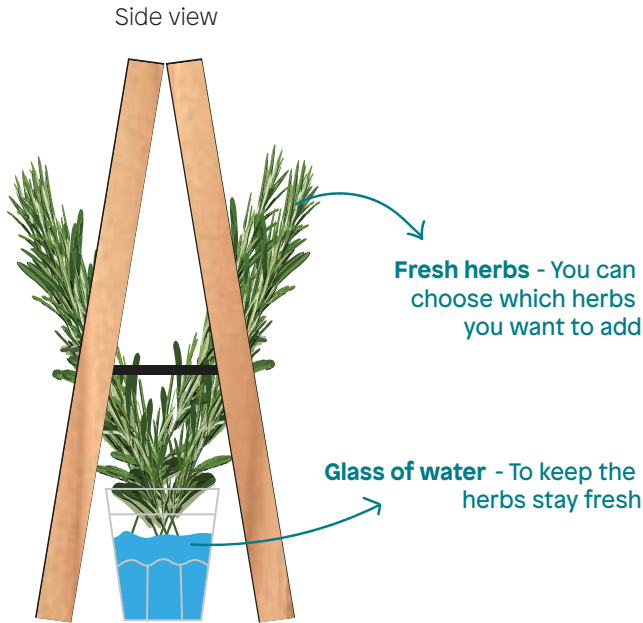 Side view
Fresh herbs - You can
choose which herbs
you want to add
Glass of water - To keep the
herbs stay fresh